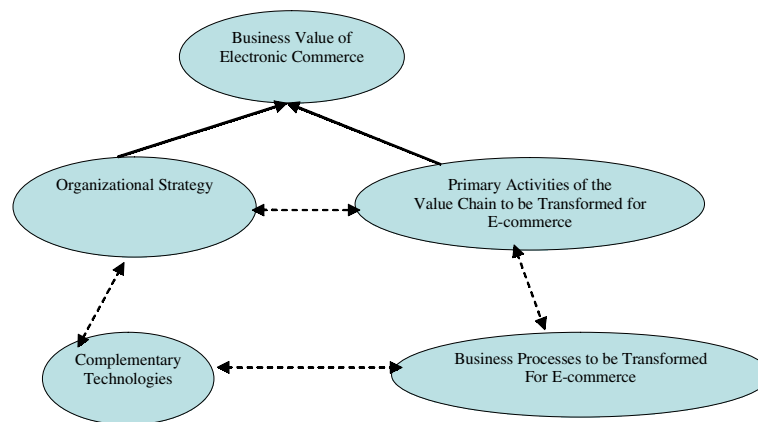 Business Value of
Electronic Commerce
Organizational Strategy
Primary Activities of the
Value Chain to be Transformed for
E-commerce
Complementary
Technologies
Business Processes to be Transformed
For E-commerce